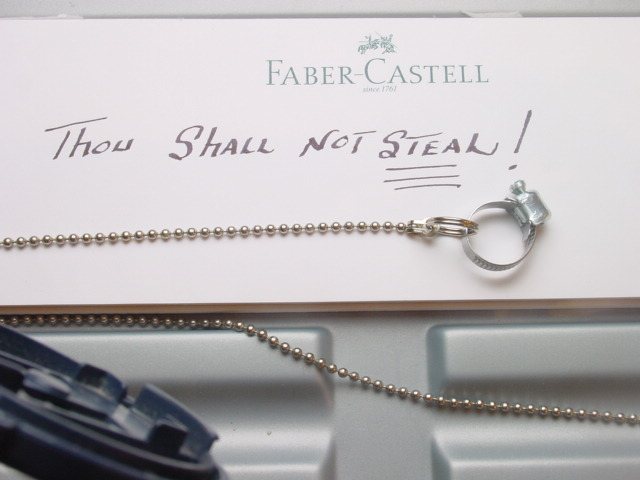 FABER-CASTELL
since 1761
THOU SHALL NOT STEAL!